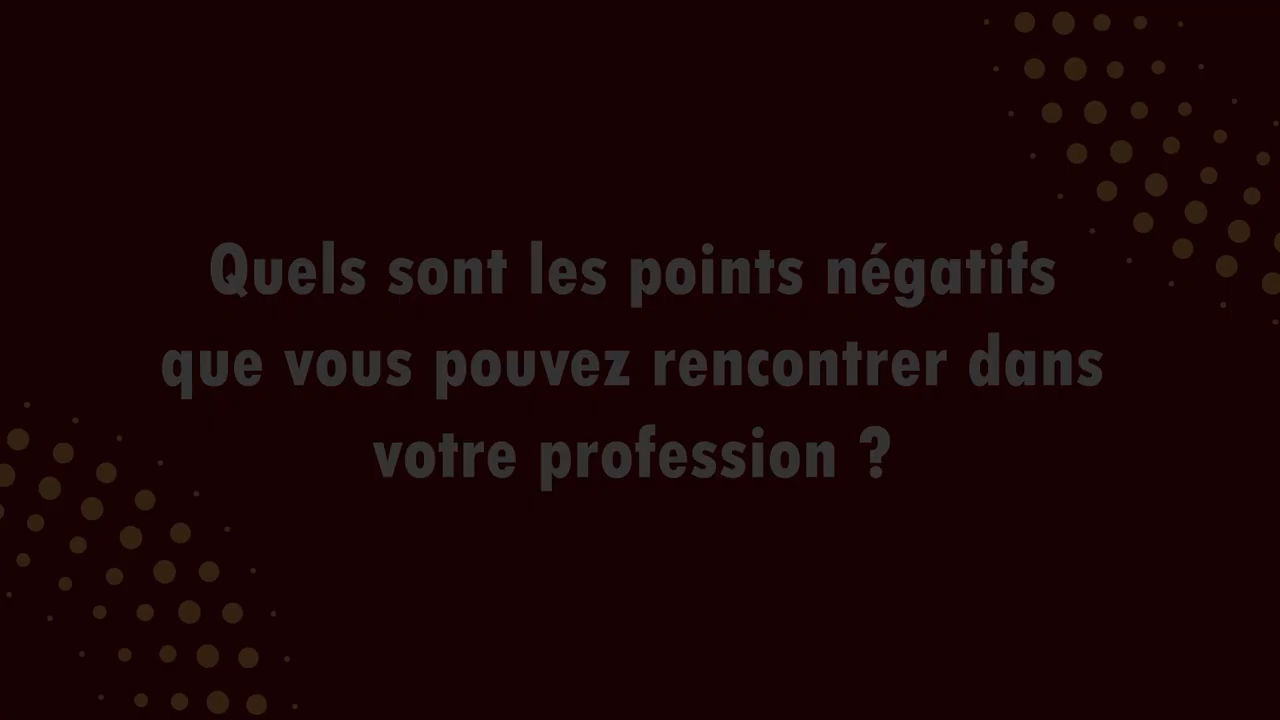 Quels sont les points négatifs
que vous pouvez rencontrer dans
votre profession ?